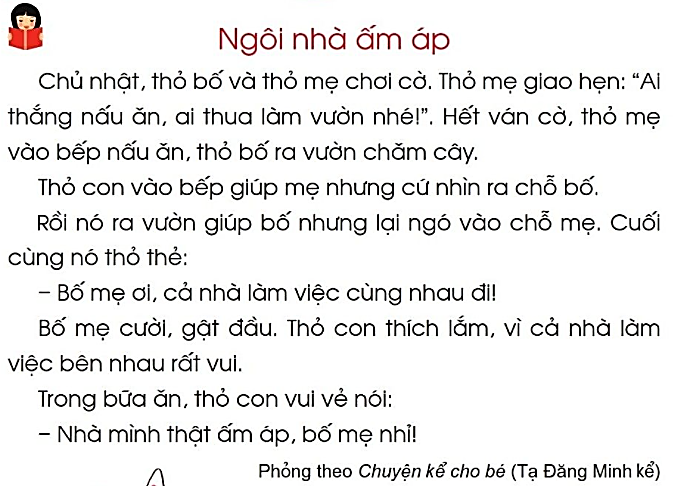 Ngôi nhà ấm áp
Chủ nhật, thỏ bố và thỏ mẹ chơi cờ. Thỏ mẹ giao hẹn: “Ai
thắng nấu ăn, ai thua làm vườn nhé!”. Hết ván cờ, thỏ mẹ
vào bếp nấu ăn, thỏ bố ra vườn chăm cây.
Thỏ con vào bếp giúp mẹ nhưng cứ nhìn ra chỗ bố.
Rồi nó ra vườn giúp bố nhưng lại ngó vào chỗ mẹ. Cuối
cùng nó thỏ thẻ:
– Bố mẹ ơi, cả nhà làm việc cùng nhau đi!
Bố mẹ cười, gật đầu. Thỏ con thích lắm, vì cả nhà làm
việc bên nhau rất vui.
Trong bữa ăn, thỏ con vui vẻ nói:
– Nhà mình thật ấm áp, bố mẹ nhỉ!
Phỏng theo Chuyện kể cho bé (Tạ Đăng Minh kể)